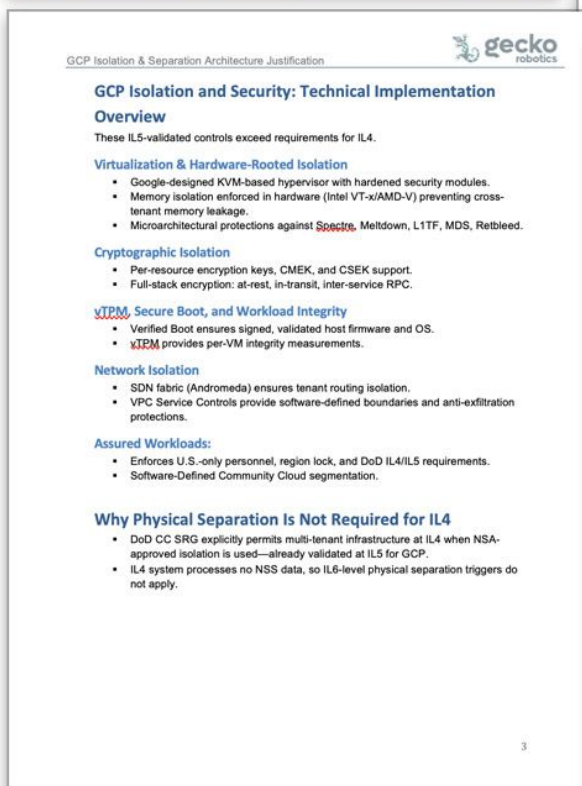 gecko
robotics
GCP Isolation & Separation Architecture Justification
GCP Isolation and Security: Technical Implementation
Overview
These IL5-validated controls exceed requirements for IL4.
Virtualization & Hardware-Rooted Isolation
▪ Google-designed KVM-based hypervisor with hardened security modules.
▪ Memory isolation enforced in hardware (Intel VT-x/AMD-V) preventing cross-
tenant memory leakage.
▪ Microarchitectural protections against Spectre, Meltdown, L1TF, MDS, Retbleed.
Cryptographic Isolation
▪ Per-resource encryption keys, CMEK, and CSEK support.
▪ Full-stack encryption: at-rest, in-transit, inter-service RPC.
vTPM, Secure Boot, and Workload Integrity
▪ Verified Boot ensures signed, validated host firmware and OS.
▪ vTPM provides per-VM integrity measurements.
Network Isolation
▪ SDN fabric (Andromeda) ensures tenant routing isolation.
▪ VPC Service Controls provide software-defined boundaries and anti-exfiltration
protections.
Assured Workloads:
▪ Enforces U.S.-only personnel, region lock, and DoD IL4/IL5 requirements.
▪ Software-Defined Community Cloud segmentation.
Why Physical Separation Is Not Required for IL4
▪ DoD CC SRG explicitly permits multi-tenant infrastructure at IL4 when NSA-
approved isolation is used—already validated at IL5 for GCP.
▪ IL4 system processes no NSS data, so IL6-level physical separation triggers do
not apply.
3